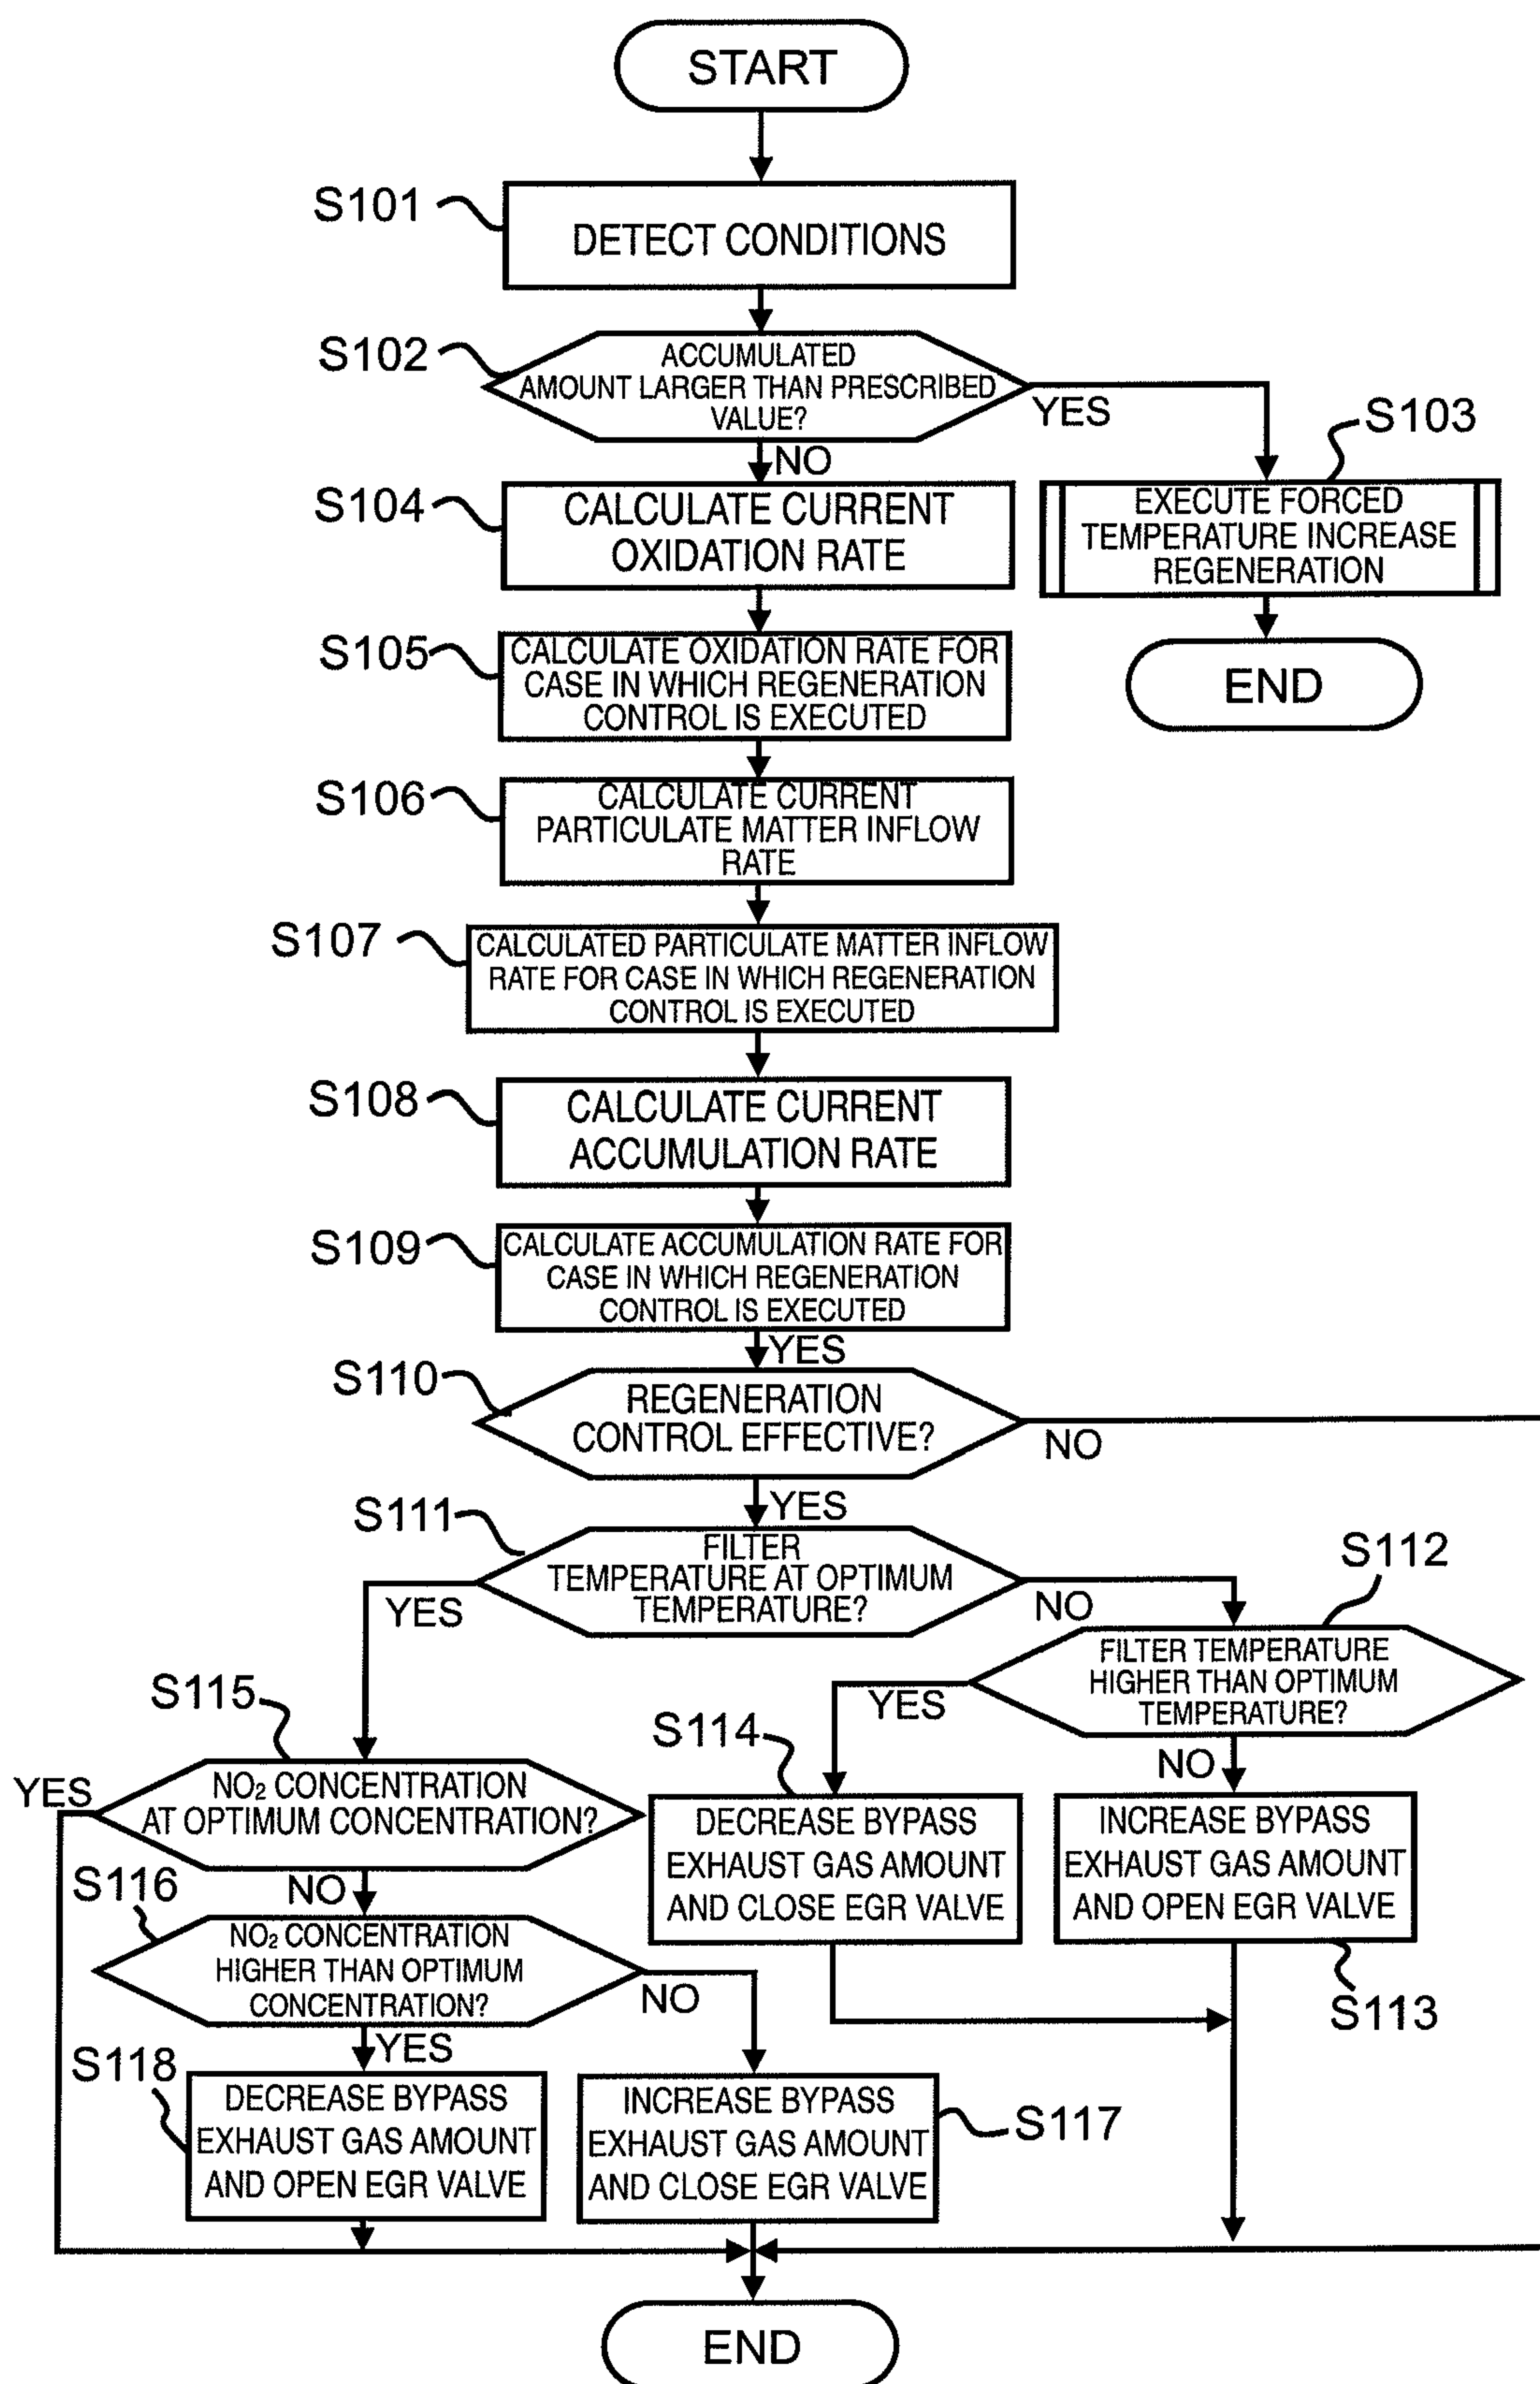 START
S101
DETECT CONDITIONS
S102
ACCUMULATED
AMOUNT LARGER THAN PRESCRIBED
VALUE?
YES
NO
S103
EXECUTE FORCED
TEMPERATURE INCREASE
REGENERATION
END
S104
CALCULATE CURRENT
OXIDATION RATE
S105
CALCULATE OXIDATION RATE FOR
CASE IN WHICH REGENERATION
CONTROL IS EXECUTED
S106
CALCULATE CURRENT
PARTICULATE MATTER INFLOW
RATE
S107
CALCULATED PARTICULATE MATTER INFLOW
RATE FOR CASE IN WHICH REGENERATION
CONTROL IS EXECUTED
S108
CALCULATE CURRENT
ACCUMULATION RATE
S109
CALCULATE ACCUMULATION RATE FOR
CASE IN WHICH REGENERATION
CONTROL IS EXECUTED
YES
S110
REGENERATION
CONTROL EFFECTIVE?
NO
YES
S111
FILTER
TEMPERATURE AT OPTIMUM
TEMPERATURE?
YES
NO
S112
FILTER TEMPERATURE
HIGHER THAN OPTIMUM
TEMPERATURE?
YES
NO
S115
NO₂ CONCENTRATION
AT OPTIMUM CONCENTRATION?
YES
NO
S114
DECREASE BYPASS
EXHAUST GAS AMOUNT
AND CLOSE EGR VALVE
INCREASE BYPASS
EXHAUST GAS AMOUNT
AND OPEN EGR VALVE
S113
S116
NO₂ CONCENTRATION
HIGHER THAN OPTIMUM
CONCENTRATION?
NO
YES
S118
DECREASE BYPASS
EXHAUST GAS AMOUNT
AND OPEN EGR VALVE
INCREASE BYPASS
EXHAUST GAS AMOUNT
AND CLOSE EGR VALVE
S117
END